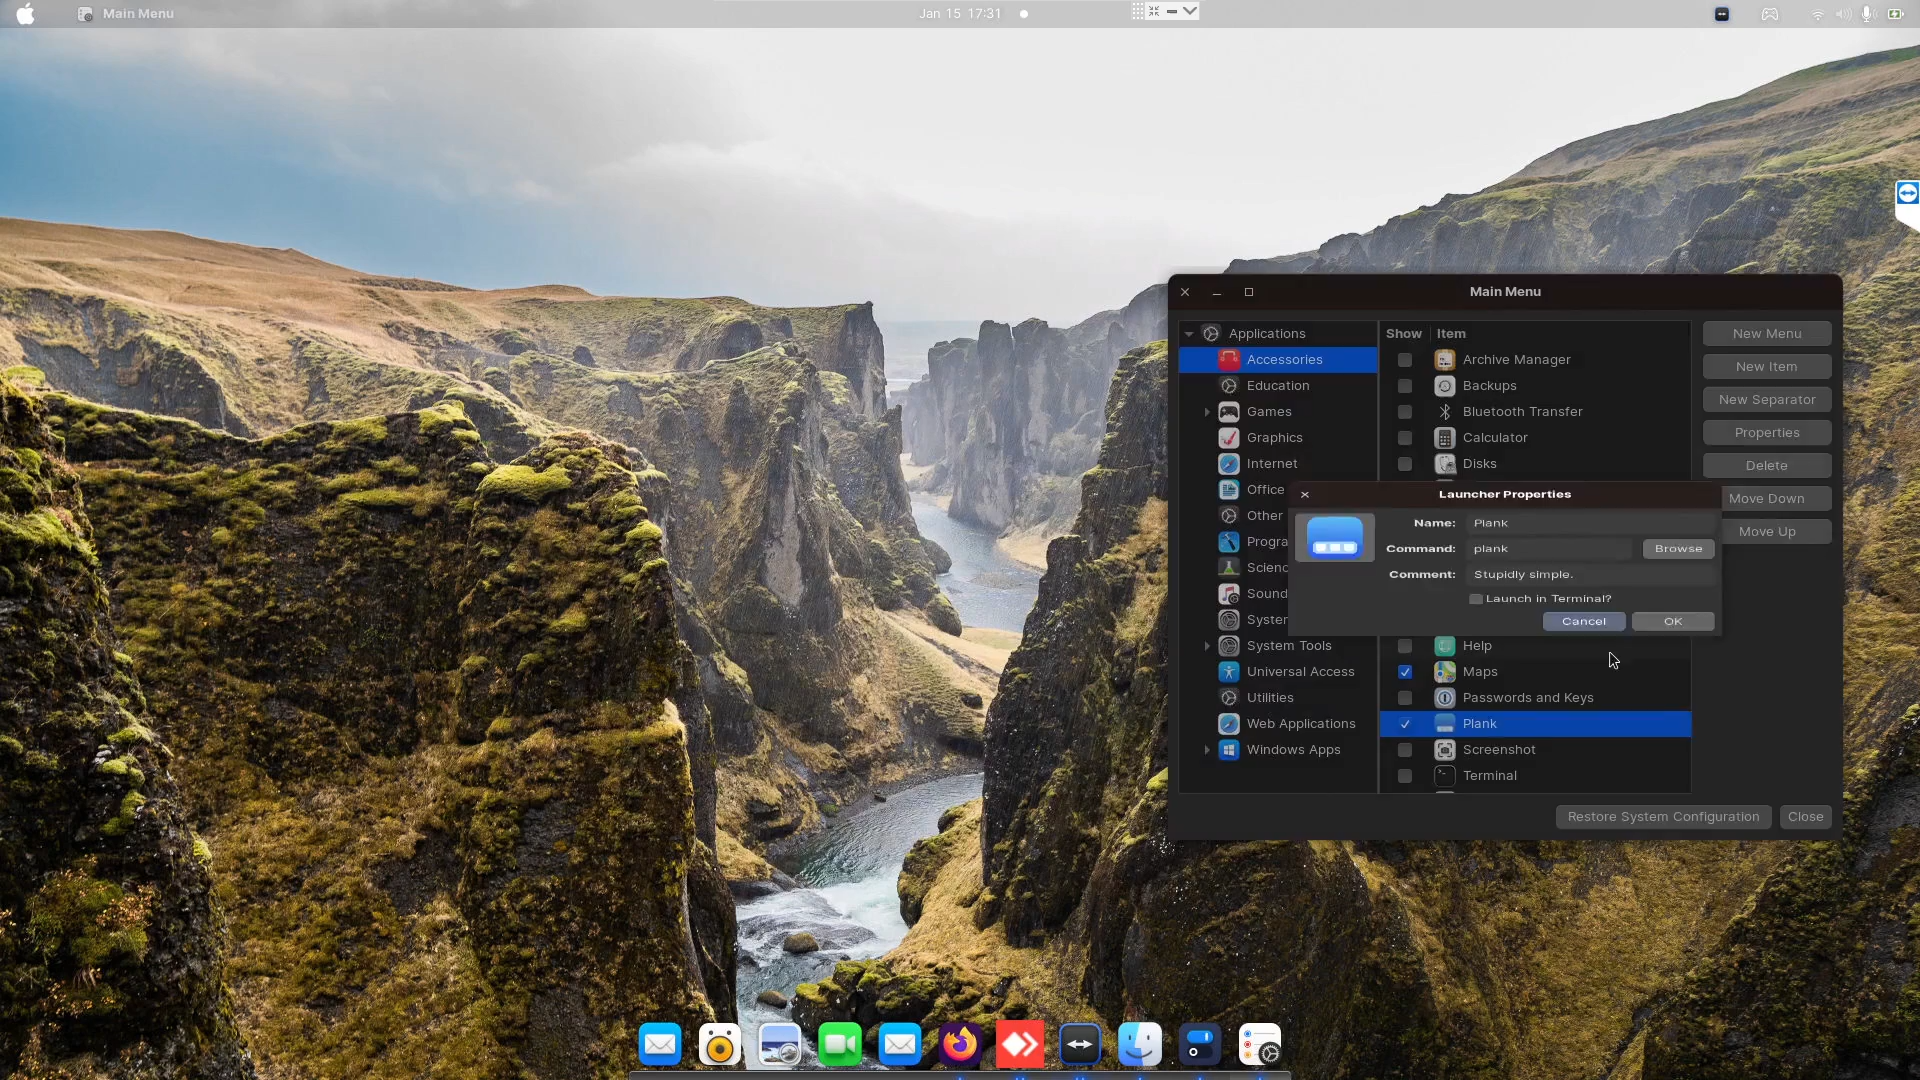 Main Menu
Jan 15 17:31
Main Menu
Applications
Accessories
Education
Games
Graphics
Internet
Office
Other
Progra
Scienc
Sound
System
System Tools
Universal Access
Utilities
Web Applications
Windows Apps
Show Item
Archive Manager
Backups
Bluetooth Transfer
Calculator
Disks
Help
Maps
Passwords and Keys
Plank
Screenshot
Terminal
New Menu
New Item
New Separator
Properties
Delete
Move Down
Move Up
Launcher Properties
Name: Plank
Command: plank Browse
Comment: Stupidly simple.
Launch in Terminal?
Cancel OK
Restore System Configuration Close